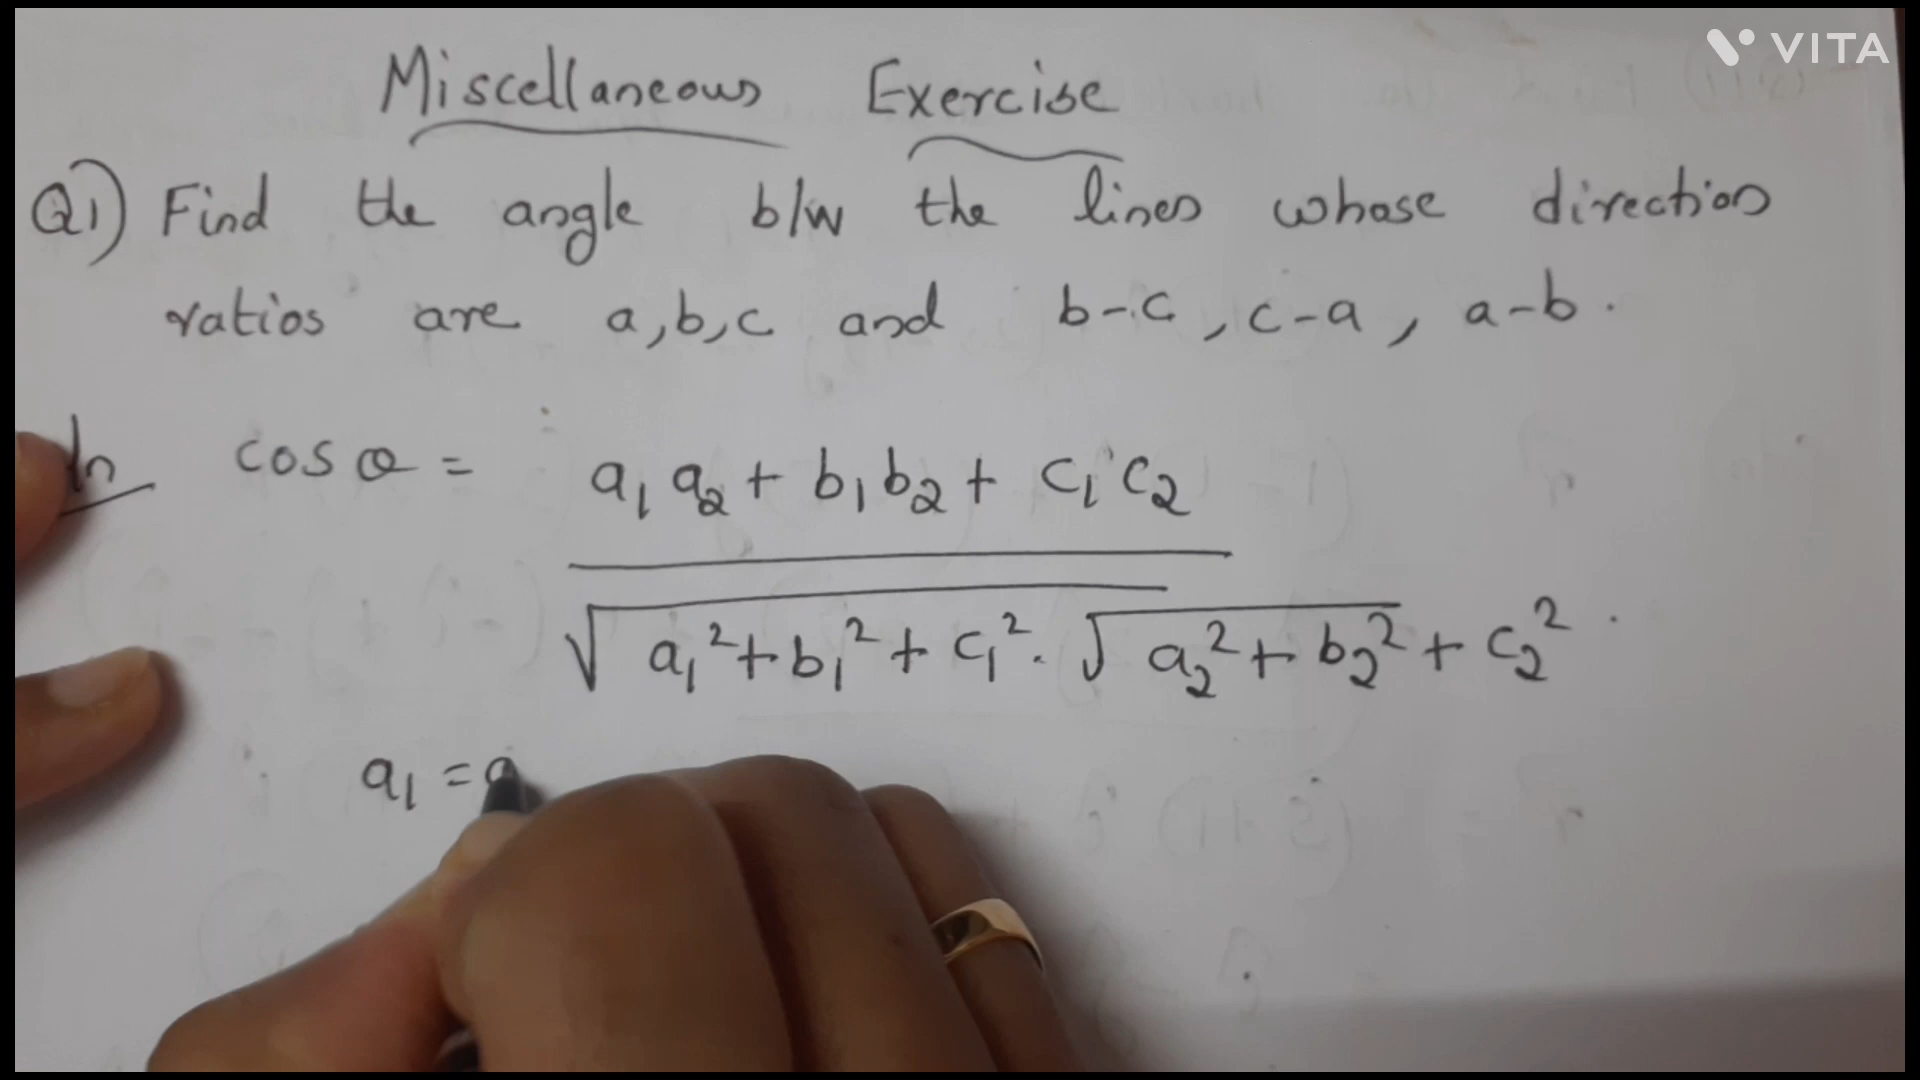 VITA
Miscellaneous Exercise
Q1) Find the angle b/w the lines whose direction
ratios are a,b,c and b-c, c-a, a-b.
ln cos θ = a₁a₂ + b₁b₂ + c₁c₂
√a₁²+b₁²+c₁² . √a₂²+b₂²+c₂² .
a₁ = a